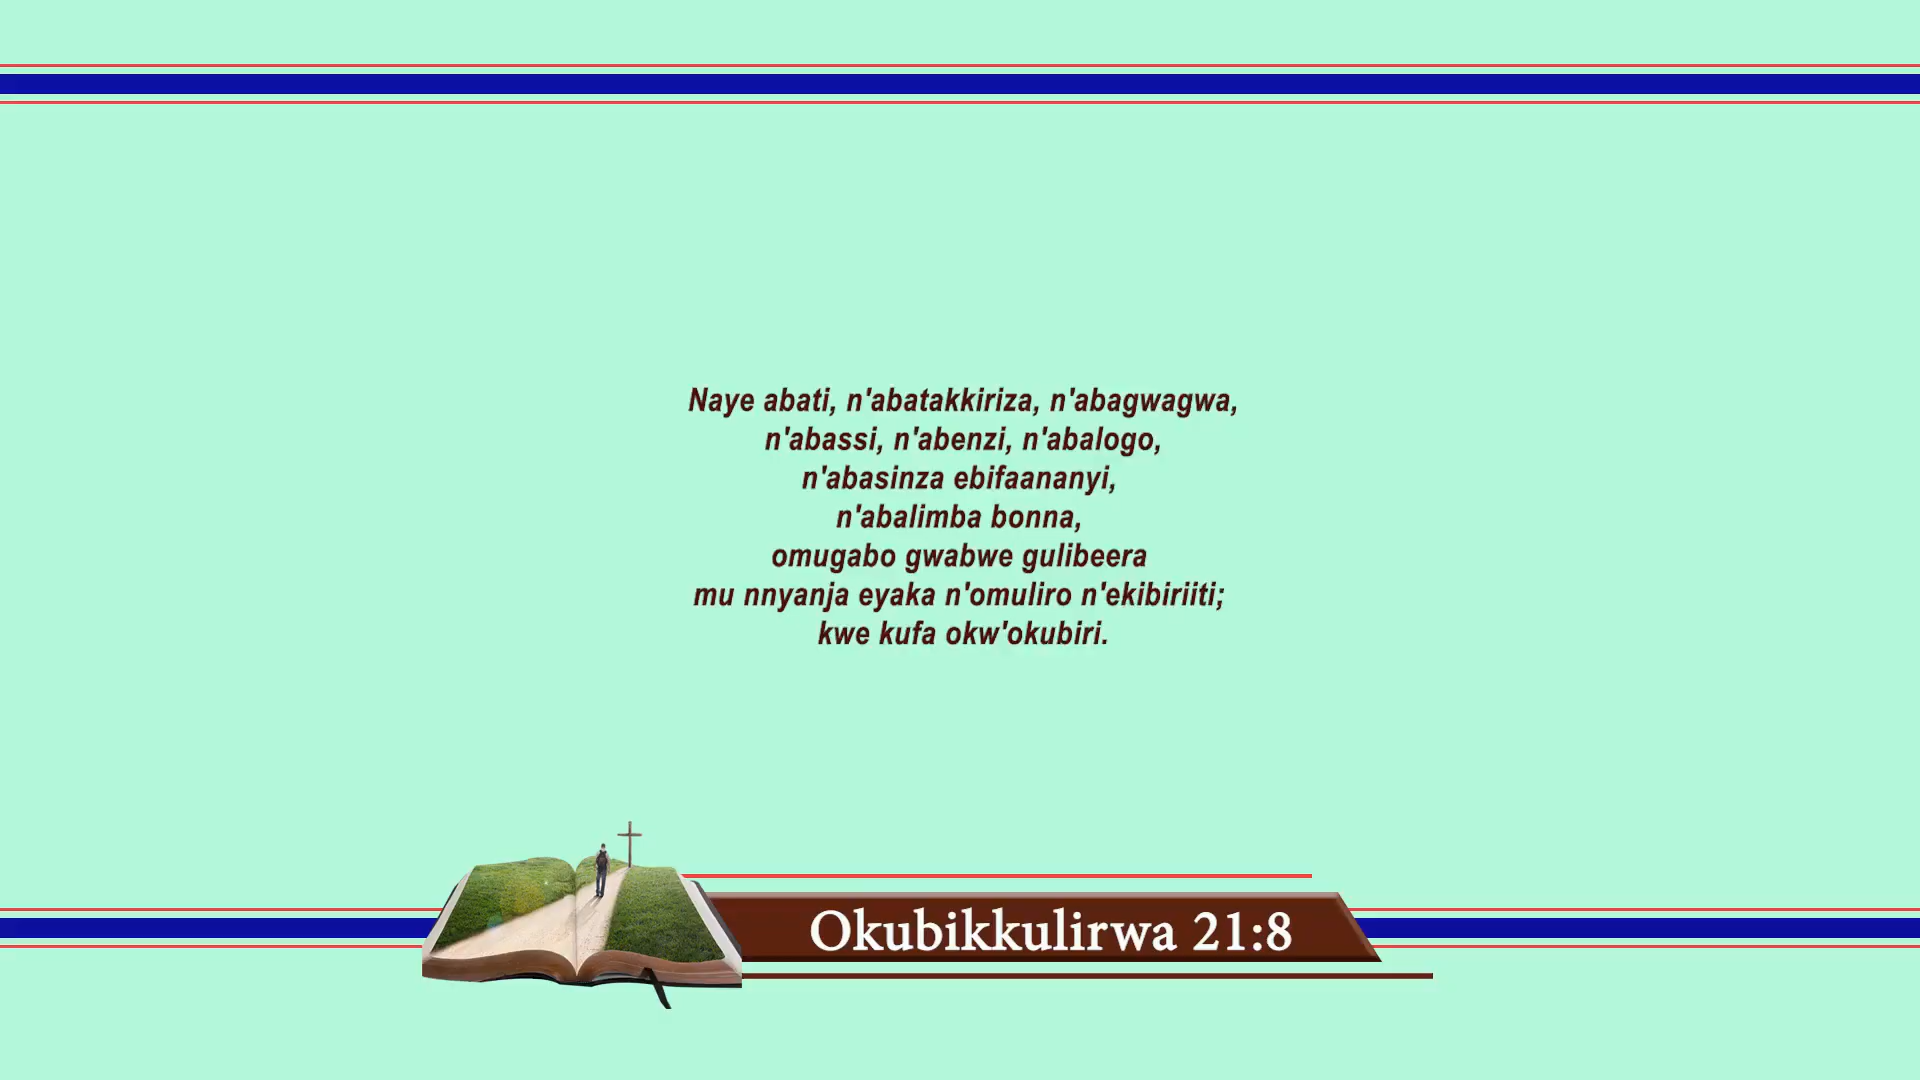 Naye abati, n'abatakkiriza, n'abagwagwa,
n'abassi, n'abenzi, n'abalogo,
n'abasinza ebifaananyi,
n'abalimba bonna,
omugabo gwabwe gulibeera
mu nnyanja eyaka n'omuliro n'ekibiriiti;
kwe kufa okw'okubiri.
Okubikkulirwa 21:8